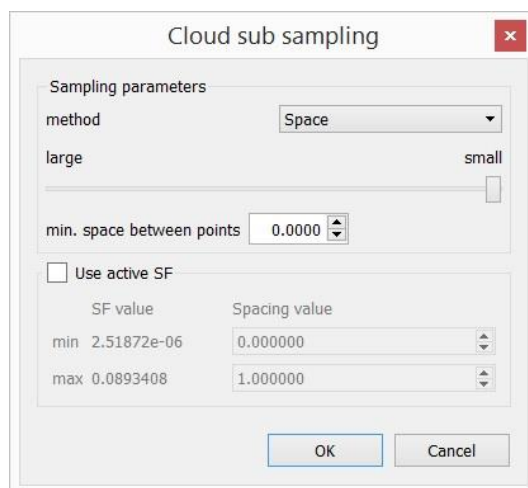 Cloud sub sampling
Sampling parameters
method Space
large small
min. space between points 0.0000
Use active SF
SF value Spacing value
min 2.51872e-06 0.000000
max 0.0893408 1.000000
OK Cancel